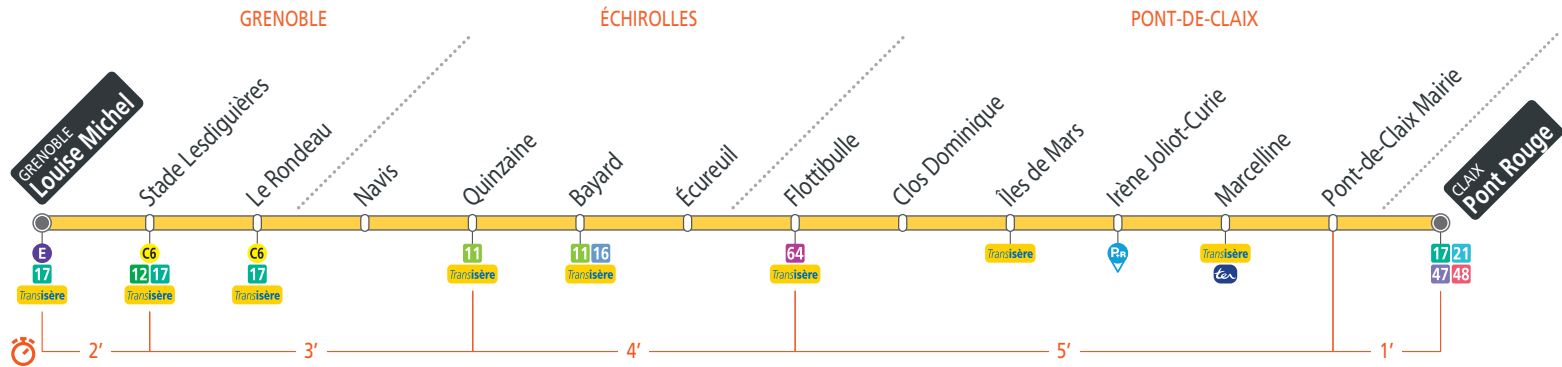 GRENOBLE
ÉCHIROLLES
PONT-DE-CLAIX
GRENOBLE
Louise Michel
Stade Lesdiguières
Le Rondeau
Navis
Quinzaine
Bayard
Écureuil
Flottibulle
Clos Dominique
Îles de Mars
Irène Joliot-Curie
Marcelline
Pont-de-Claix Mairie
CLAIX
Pont Rouge
E
17
Transisère
C6
12 17
Transisère
C6
17
Transisère
11
Transisère
11 16
Transisère
64
Transisère
Transisère
P+R
Transisère
ter
17 21
47 48
2’
3’
4’
5’
1’